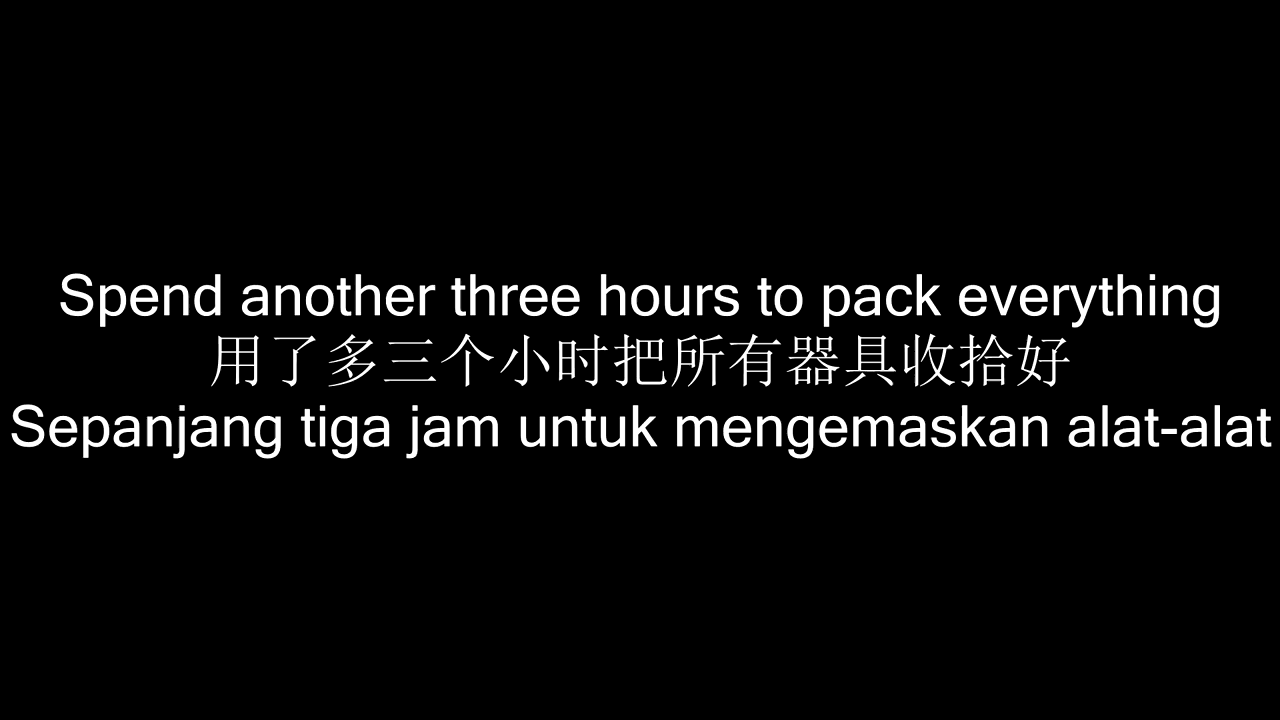 Spend another three hours to pack everything
用了多三个小时把所有器具收拾好
Sepanjang tiga jam untuk mengemaskan alat-alat